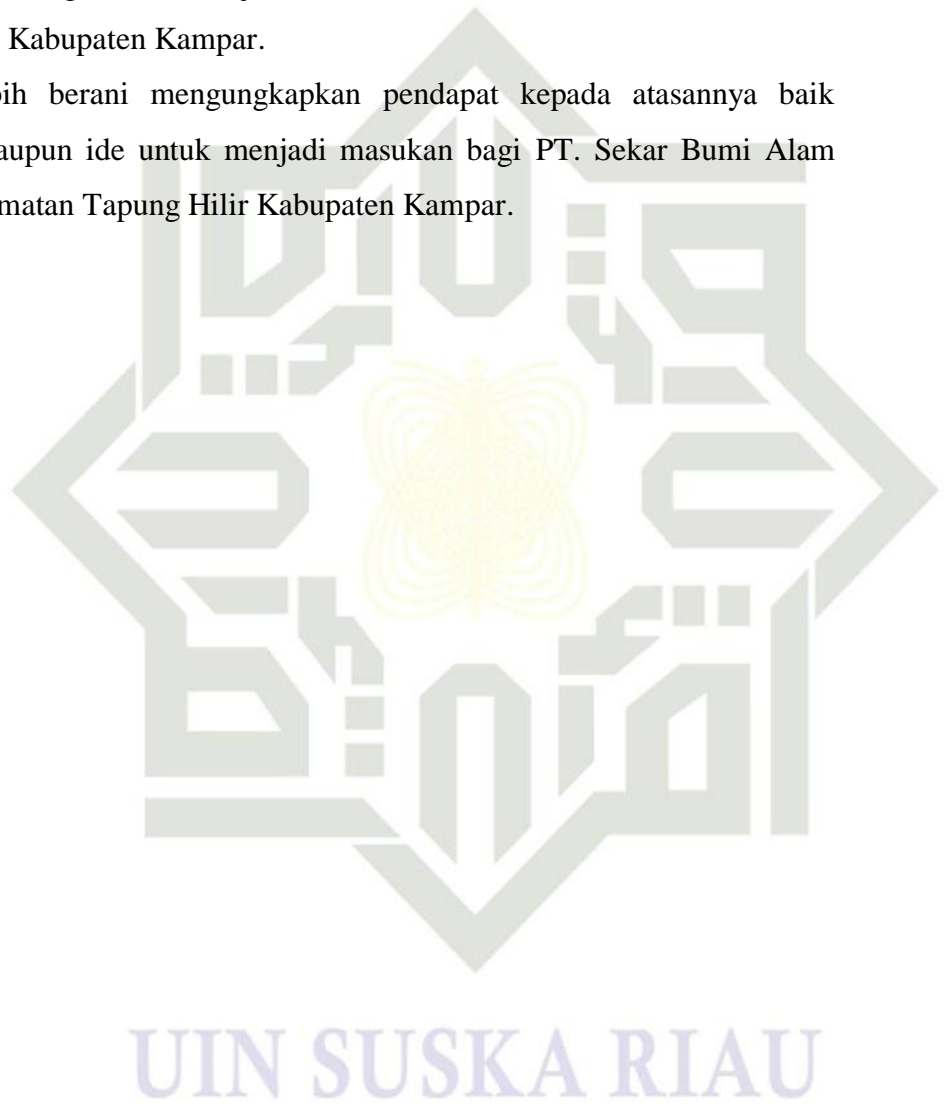 Kabupaten Kampar.
bih berani mengungkapkan pendapat kepada atasannya baik
aupun ide untuk menjadi masukan bagi PT. Sekar Bumi Alam
matan Tapung Hilir Kabupaten Kampar.
UIN SUSKA RIAU